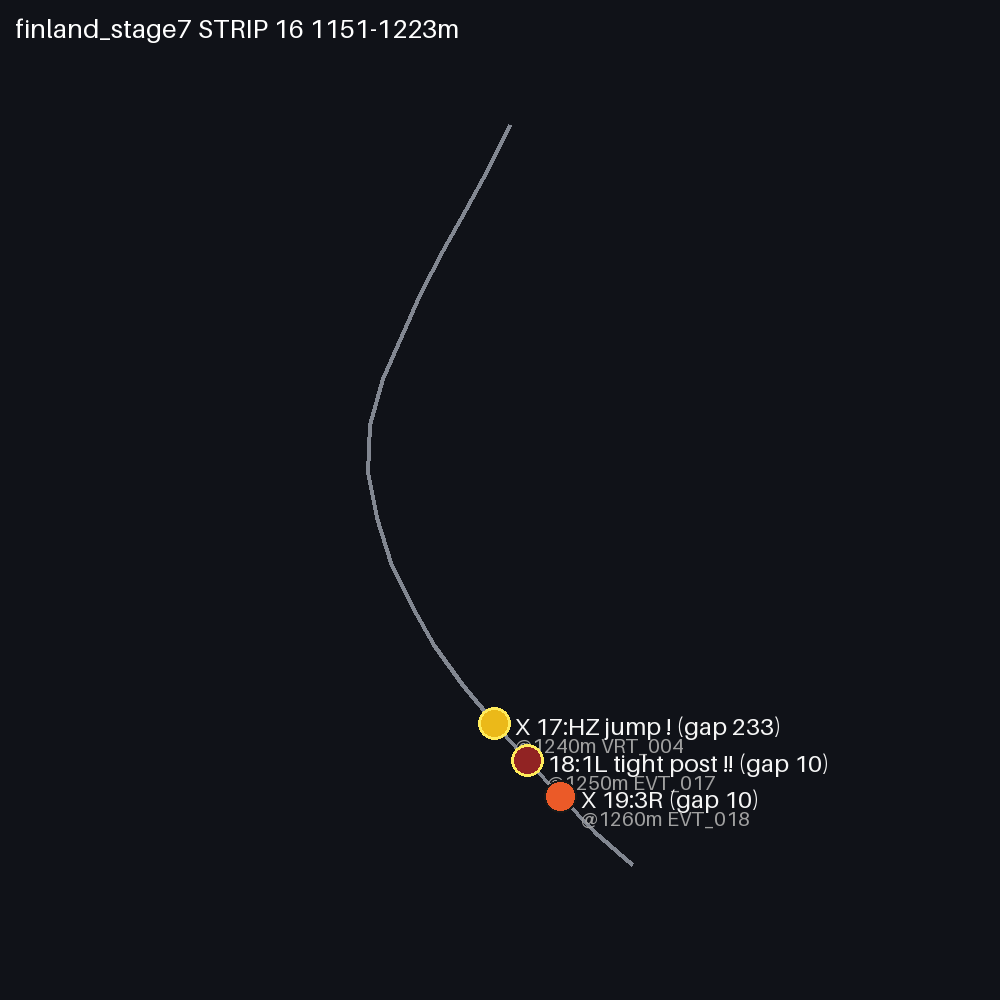 finland_stage7 STRIP 16 1151-1223m
X 17:HZ jump ! (gap 233)
@1240m VRT_004
18:1L tight post !! (gap 10)
@1250m EVT_017
X 19:3R (gap 10)
@1260m EVT_018